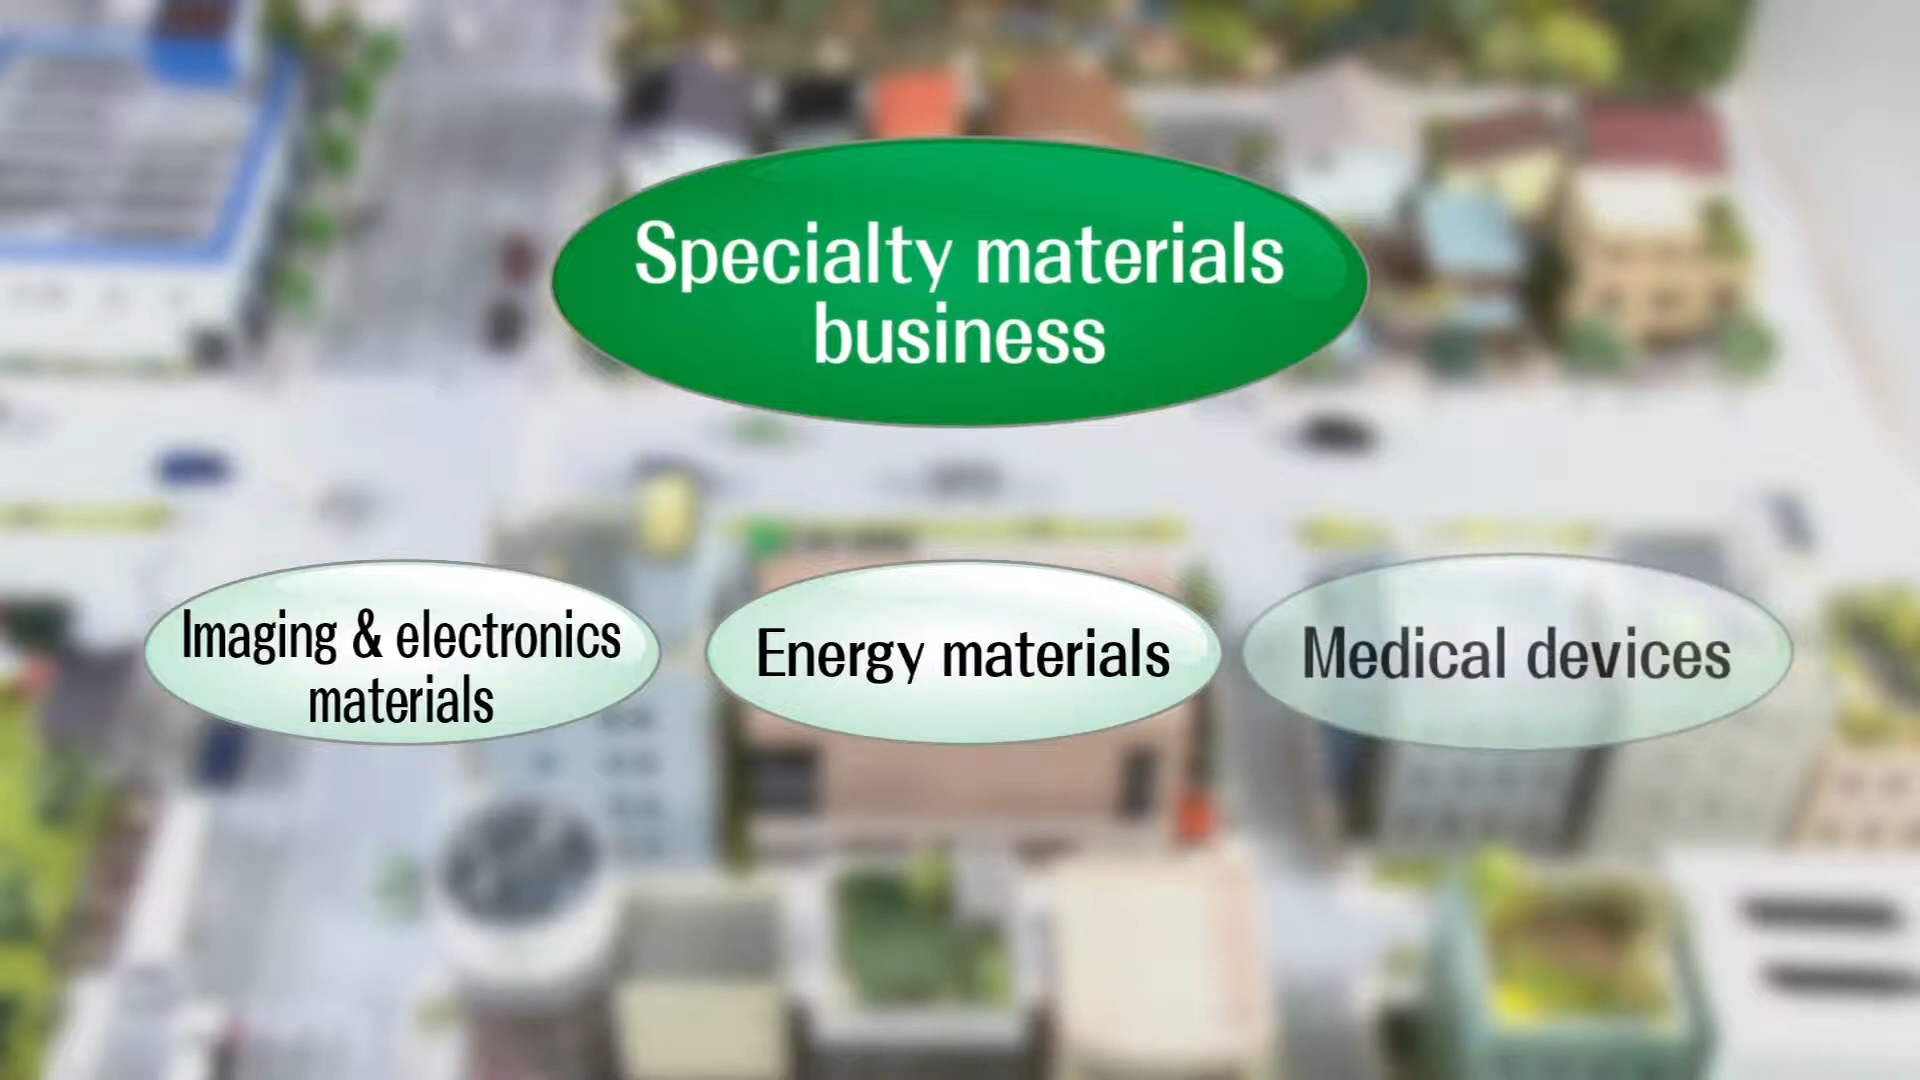 Specialty materials
business
Imaging & electronics
materials
Energy materials
Medical devices